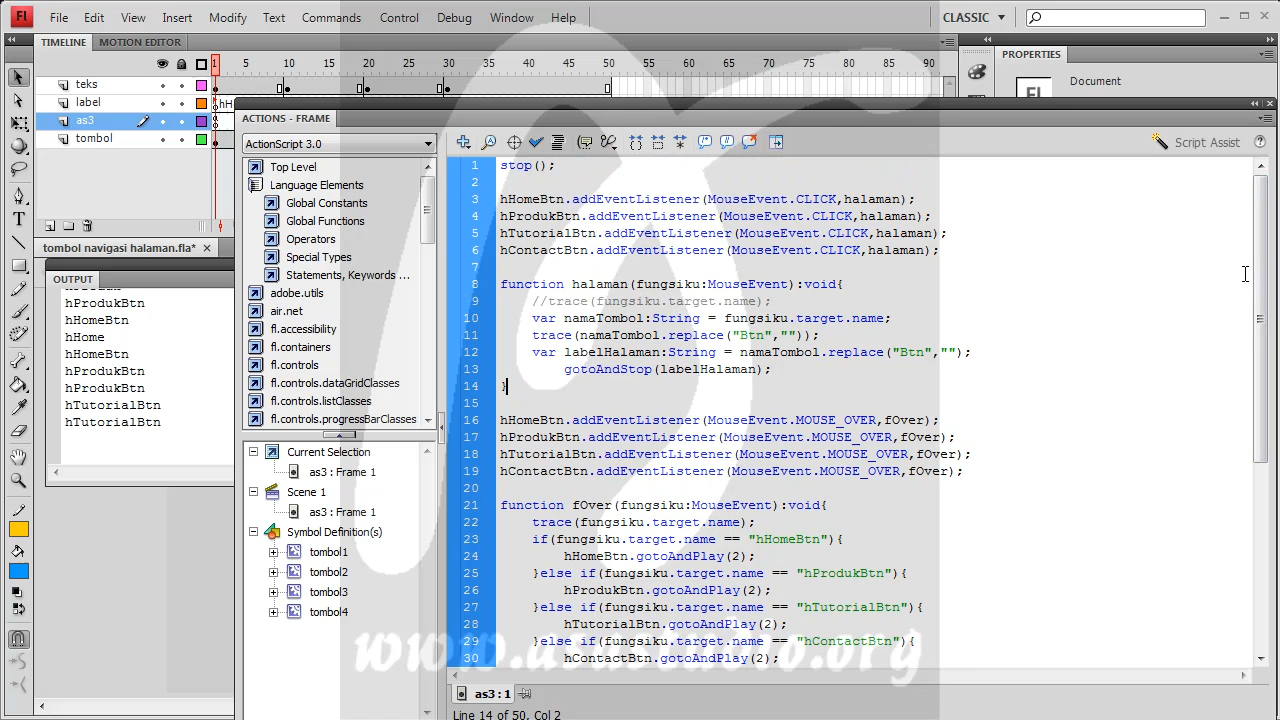 Fl File Edit View Insert Modify Text Commands Control Debug Window Help CLASSIC
TIMELINE MOTION EDITOR
PROPERTIES
1 5 10 15 20 25 30 35 40 45 50 55 60 65 70 75 80 85 90
teks
Fl Document
label hH
as3
tombol
ACTIONS - FRAME
ActionScript 3.0
Script Assist
Top Level
Language Elements
Global Constants
Global Functions
Operators
Special Types
Statements, Keywords ...
adobe.utils
air.net
fl.accessibility
fl.containers
fl.controls
fl.controls.dataGridClasses
fl.controls.listClasses
fl.controls.progressBarClasses
Current Selection
as3 : Frame 1
Scene 1
as3 : Frame 1
Symbol Definition(s)
tombol1
tombol2
tombol3
tombol4
tombol navigasi halaman.fla*
OUTPUT
hProdukBtn
hHomeBtn
hHome
hHomeBtn
hProdukBtn
hProdukBtn
hTutorialBtn
hTutorialBtn
1 stop();
2
3 hHomeBtn.addEventListener(MouseEvent.CLICK,halaman);
4 hProdukBtn.addEventListener(MouseEvent.CLICK,halaman);
5 hTutorialBtn.addEventListener(MouseEvent.CLICK,halaman);
6 hContactBtn.addEventListener(MouseEvent.CLICK,halaman);
7
8 function halaman(fungsiku:MouseEvent):void{
9 //trace(fungsiku.target.name);
10 var namaTombol:String = fungsiku.target.name;
11 trace(namaTombol.replace("Btn",""));
12 var labelHalaman:String = namaTombol.replace("Btn","");
13 gotoAndStop(labelHalaman);
14 }
15
16 hHomeBtn.addEventListener(MouseEvent.MOUSE_OVER,fOver);
17 hProdukBtn.addEventListener(MouseEvent.MOUSE_OVER,fOver);
18 hTutorialBtn.addEventListener(MouseEvent.MOUSE_OVER,fOver);
19 hContactBtn.addEventListener(MouseEvent.MOUSE_OVER,fOver);
20
21 function fOver(fungsiku:MouseEvent):void{
22 trace(fungsiku.target.name);
23 if(fungsiku.target.name == "hHomeBtn"){
24 hHomeBtn.gotoAndPlay(2);
25 }else if(fungsiku.target.name == "hProdukBtn"){
26 hProdukBtn.gotoAndPlay(2);
27 }else if(fungsiku.target.name == "hTutorialBtn"){
28 hTutorialBtn.gotoAndPlay(2);
29 }else if(fungsiku.target.name == "hContactBtn"){
30 hContactBtn.gotoAndPlay(2);
as3 : 1
Line 14 of 50, Col 2